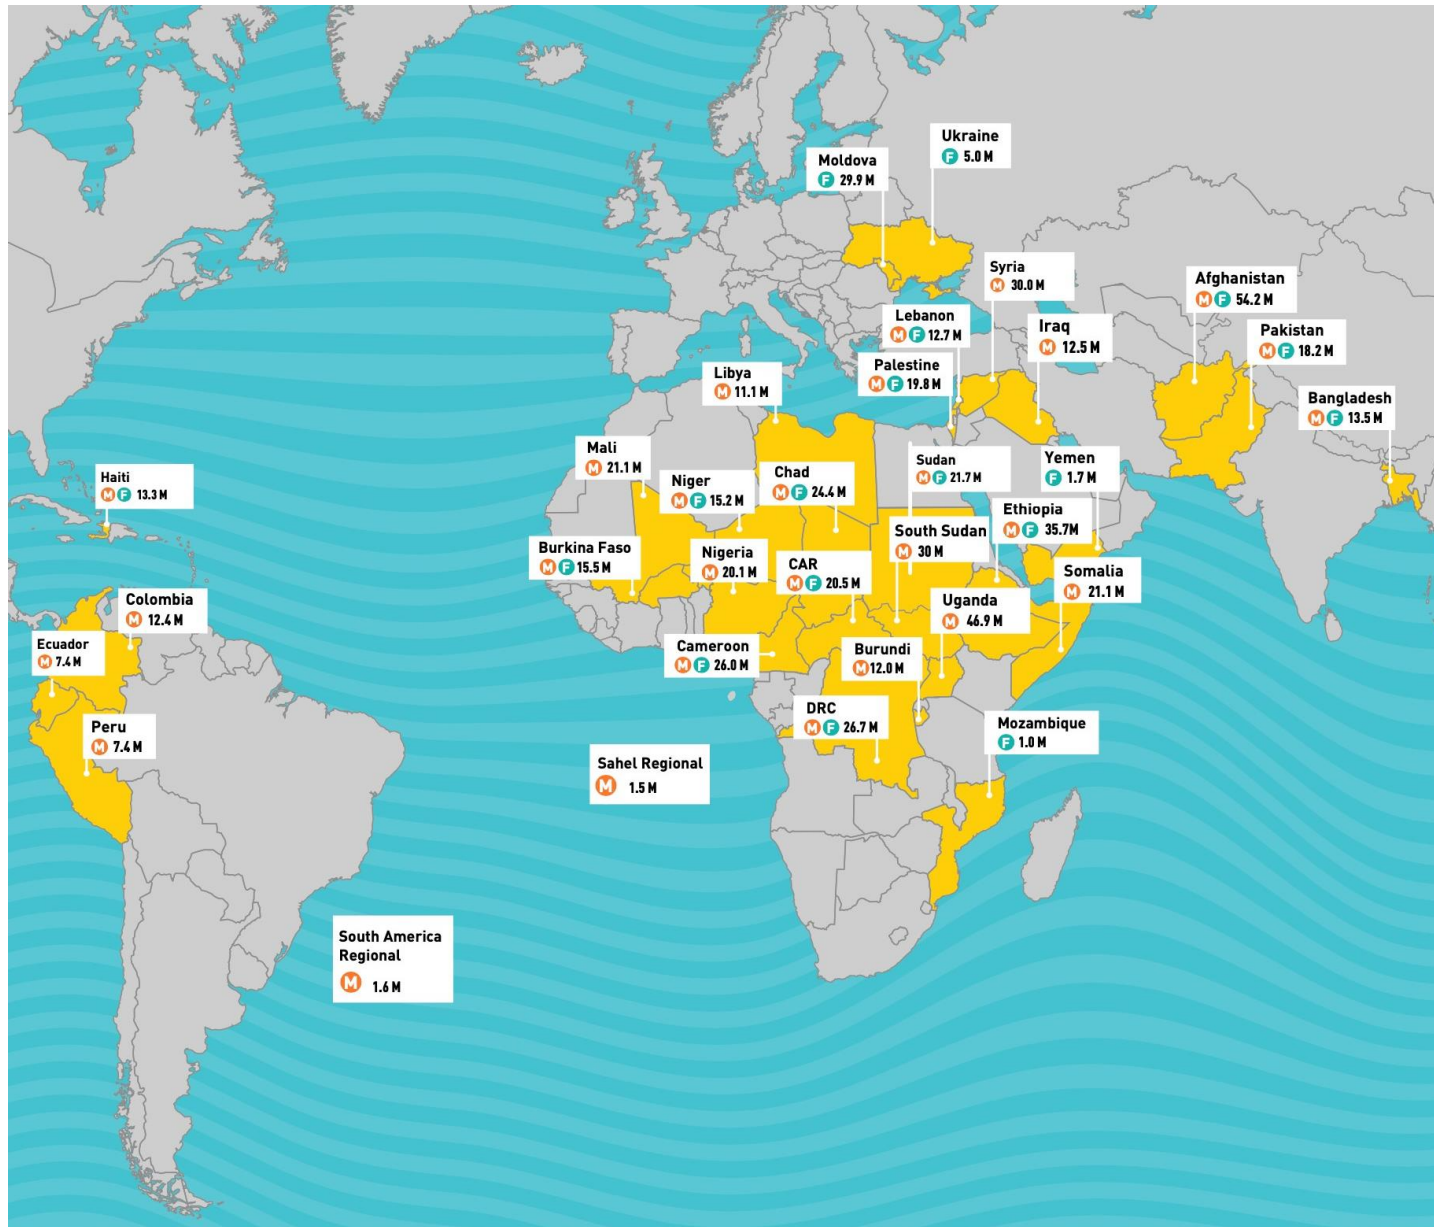 Ukraine
F 5.0 M
Moldova
F 29.9 M
Syria
M 30.0 M
Afghanistan
M F 54.2 M
Lebanon
M F 12.7 M
Iraq
M 12.5 M
Pakistan
M F 18.2 M
Palestine
M F 19.8 M
Libya
M 11.1 M
Bangladesh
M F 13.5 M
Mali
M 21.1 M
Haiti
M F 13.3 M
Niger
M F 15.2 M
Chad
M F 24.4 M
Sudan
M F 21.7 M
Yemen
F 1.7 M
Ethiopia
M F 35.7M
South Sudan
M 30 M
Burkina Faso
M F 15.5 M
Nigeria
M 20.1 M
CAR
M F 20.5 M
Somalia
M 21.1 M
Colombia
M 12.4 M
Uganda
M 46.9 M
Ecuador
M 7.4 M
Cameroon
M F 26.0 M
Burundi
M 12.0 M
DRC
M F 26.7 M
Peru
M 7.4 M
Mozambique
F 1.0 M
Sahel Regional
M 1.5 M
South America
Regional
M 1.6 M